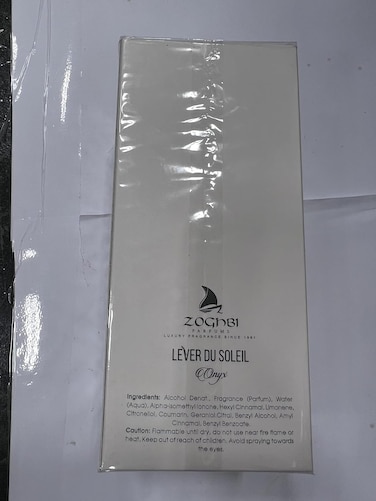 ZOGHBI
PARFUMS
LUXURY FRAGRANCE SINCE 1981
LEVER DU SOLEIL
Onyx
Ingredients: Alcohol Denat., Fragrance (Parfum), Water
(Aqua), Alpha-Isomethyl Ionone, Hexyl Cinnamal, Limonene,
Citronellol, Coumarin, Geraniol, Citral, Benzyl Alcohol, Amyl
Cinnamal, Benzyl Benzoate.
Caution: Flammable until dry, do not use near fire flame or
heat. Keep out of reach of children. Avoid spraying towards
the eyes.